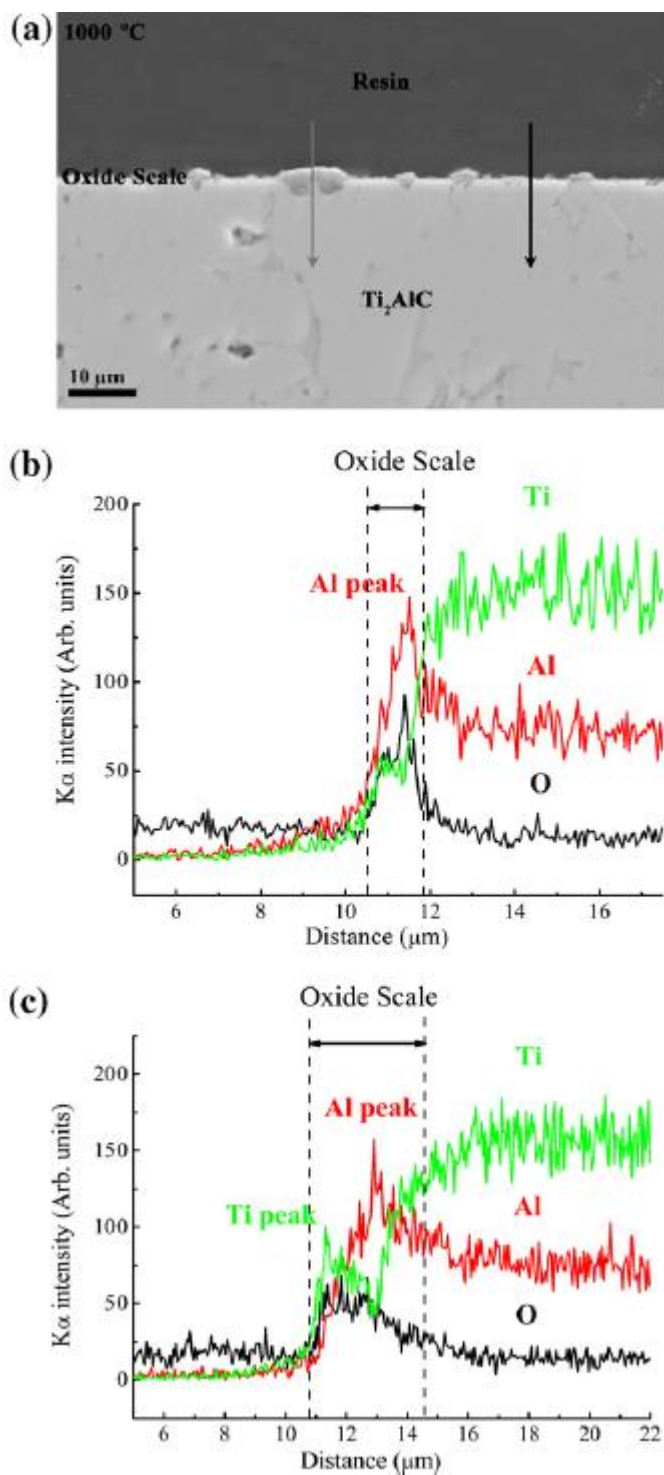 (a)
1000 °C
Resin
Oxide Scale
Ti₂AlC
10 μm
(b)
Oxide Scale
Ti
Al peak
Al
O
Kα intensity (Arb. units)
200
150
100
50
0
6 8 10 12 14 16
Distance (μm)
(c)
Oxide Scale
Ti
Al peak
Ti peak
Al
O
Kα intensity (Arb. units)
200
150
100
50
0
6 8 10 12 14 16 18 20 22
Distance (μm)